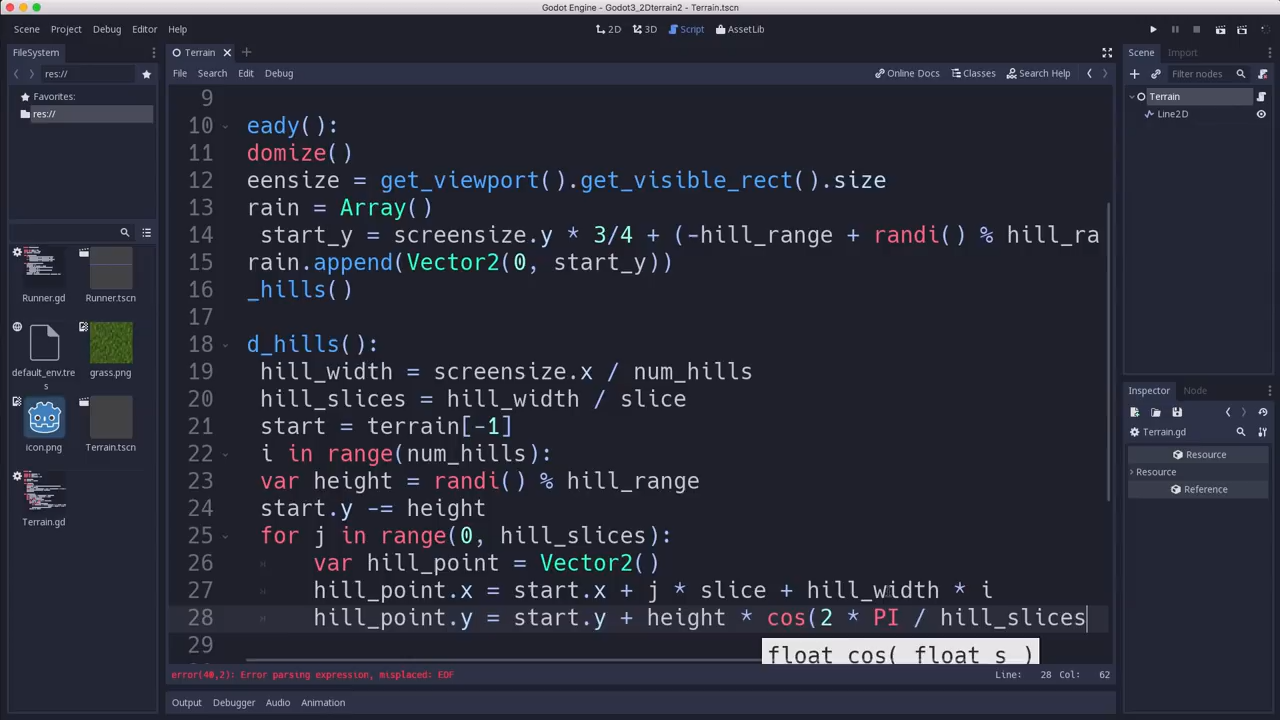 Godot Engine - Godot3_2Dterrain2 - Terrain.tscn
Scene Project Debug Editor Help
2D 3D Script AssetLib
FileSystem
res://
Favorites:
res://
Runner.gd Runner.tscn
default_env.tres grass.png
icon.png Terrain.tscn
Terrain.gd
Terrain
File Search Edit Debug
Online Docs Classes Search Help
9
10 eady():
11 domize()
12 eensize = get_viewport().get_visible_rect().size
13 rain = Array()
14 start_y = screensize.y * 3/4 + (-hill_range + randi() % hill_ra
15 rain.append(Vector2(0, start_y))
16 _hills()
17
18 d_hills():
19 hill_width = screensize.x / num_hills
20 hill_slices = hill_width / slice
21 start = terrain[-1]
22 i in range(num_hills):
23 var height = randi() % hill_range
24 start.y -= height
25 for j in range(0, hill_slices):
26 var hill_point = Vector2()
27 hill_point.x = start.x + j * slice + hill_width * i
28 hill_point.y = start.y + height * cos(2 * PI / hill_slices
29
float cos( float s )
error(40,2): Error parsing expression, misplaced: EOF
Line: 28 Col: 62
Output Debugger Audio Animation
Scene Import
Filter nodes
Terrain
Line2D
Inspector Node
Terrain.gd
Resource
Resource
Reference